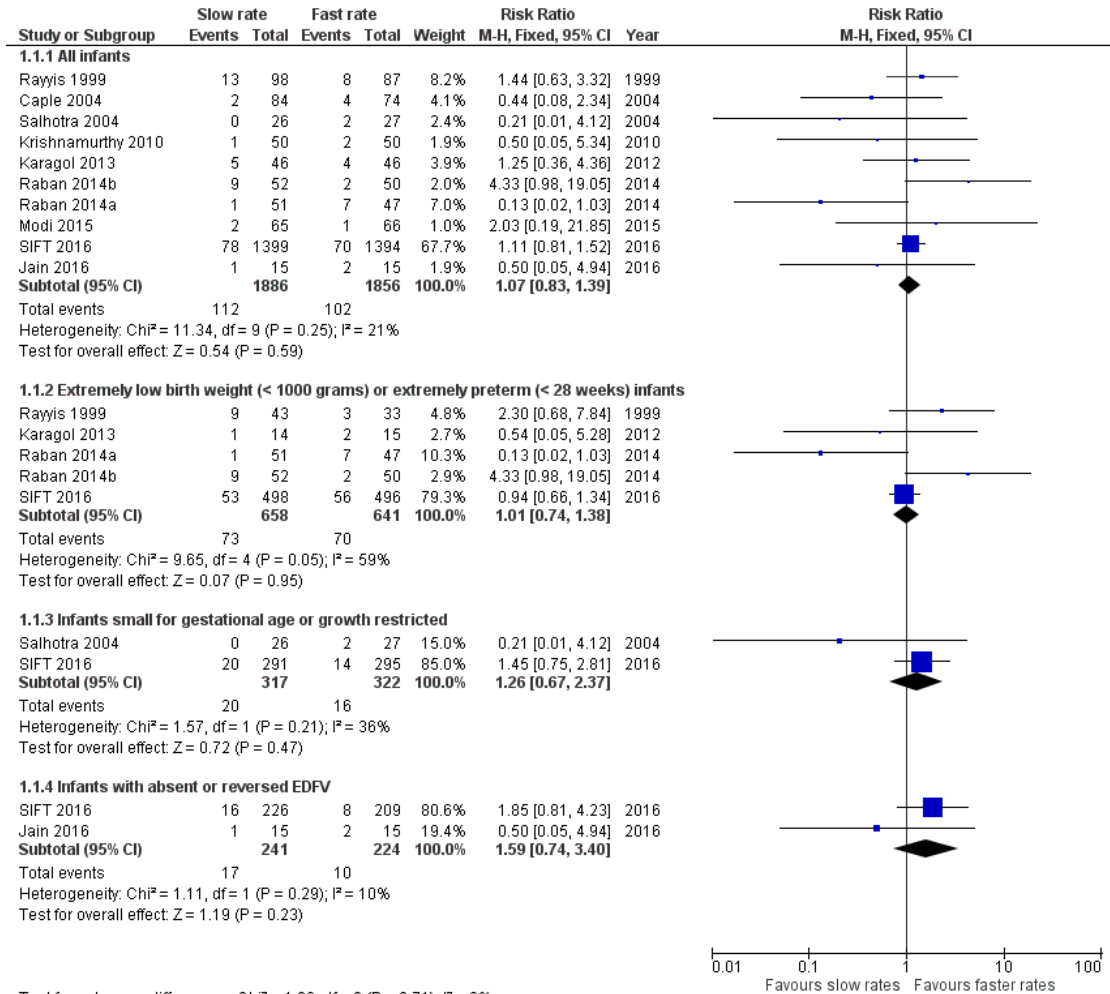 Slow rate Fast rate Risk Ratio Risk Ratio
Study or Subgroup Events Total Events Total Weight M-H, Fixed, 95% CI Year M-H, Fixed, 95% CI
1.1.1 All infants
Rayyis 1999 13 98 8 87 8.2% 1.44 [0.63, 3.32] 1999
Caple 2004 2 84 4 74 4.1% 0.44 [0.08, 2.34] 2004
Salhotra 2004 0 26 2 27 2.4% 0.21 [0.01, 4.12] 2004
Krishnamurthy 2010 1 50 2 50 1.9% 0.50 [0.05, 5.34] 2010
Karagol 2013 5 46 4 46 3.9% 1.25 [0.36, 4.36] 2012
Raban 2014b 9 52 2 50 2.0% 4.33 [0.98, 19.05] 2014
Raban 2014a 1 51 7 47 7.0% 0.13 [0.02, 1.03] 2014
Modi 2015 2 65 1 66 1.0% 2.03 [0.19, 21.85] 2015
SIFT 2016 78 1399 70 1394 67.7% 1.11 [0.81, 1.52] 2016
Jain 2016 1 15 2 15 1.9% 0.50 [0.05, 4.94] 2016
Subtotal (95% CI) 1886 1856 100.0% 1.07 [0.83, 1.39]
Total events 112 102
Heterogeneity: Chi² = 11.34, df = 9 (P = 0.25); I² = 21%
Test for overall effect: Z = 0.54 (P = 0.59)
1.1.2 Extremely low birth weight (< 1000 grams) or extremely preterm (< 28 weeks) infants
Rayyis 1999 9 43 3 33 4.8% 2.30 [0.68, 7.84] 1999
Karagol 2013 1 14 2 15 2.7% 0.54 [0.05, 5.28] 2012
Raban 2014a 1 51 7 47 10.3% 0.13 [0.02, 1.03] 2014
Raban 2014b 9 52 2 50 2.9% 4.33 [0.98, 19.05] 2014
SIFT 2016 53 498 56 496 79.3% 0.94 [0.66, 1.34] 2016
Subtotal (95% CI) 658 641 100.0% 1.01 [0.74, 1.38]
Total events 73 70
Heterogeneity: Chi² = 9.65, df = 4 (P = 0.05); I² = 59%
Test for overall effect: Z = 0.07 (P = 0.95)
1.1.3 Infants small for gestational age or growth restricted
Salhotra 2004 0 26 2 27 15.0% 0.21 [0.01, 4.12] 2004
SIFT 2016 20 291 14 295 85.0% 1.45 [0.75, 2.81] 2016
Subtotal (95% CI) 317 322 100.0% 1.26 [0.67, 2.37]
Total events 20 16
Heterogeneity: Chi² = 1.57, df = 1 (P = 0.21); I² = 36%
Test for overall effect: Z = 0.72 (P = 0.47)
1.1.4 Infants with absent or reversed EDFV
SIFT 2016 16 226 8 209 80.6% 1.85 [0.81, 4.23] 2016
Jain 2016 1 15 2 15 19.4% 0.50 [0.05, 4.94] 2016
Subtotal (95% CI) 241 224 100.0% 1.59 [0.74, 3.40]
Total events 17 10
Heterogeneity: Chi² = 1.11, df = 1 (P = 0.29); I² = 10%
Test for overall effect: Z = 1.19 (P = 0.23)
0.01 0.1 1 10 100
Favours slow rates Favours faster rates